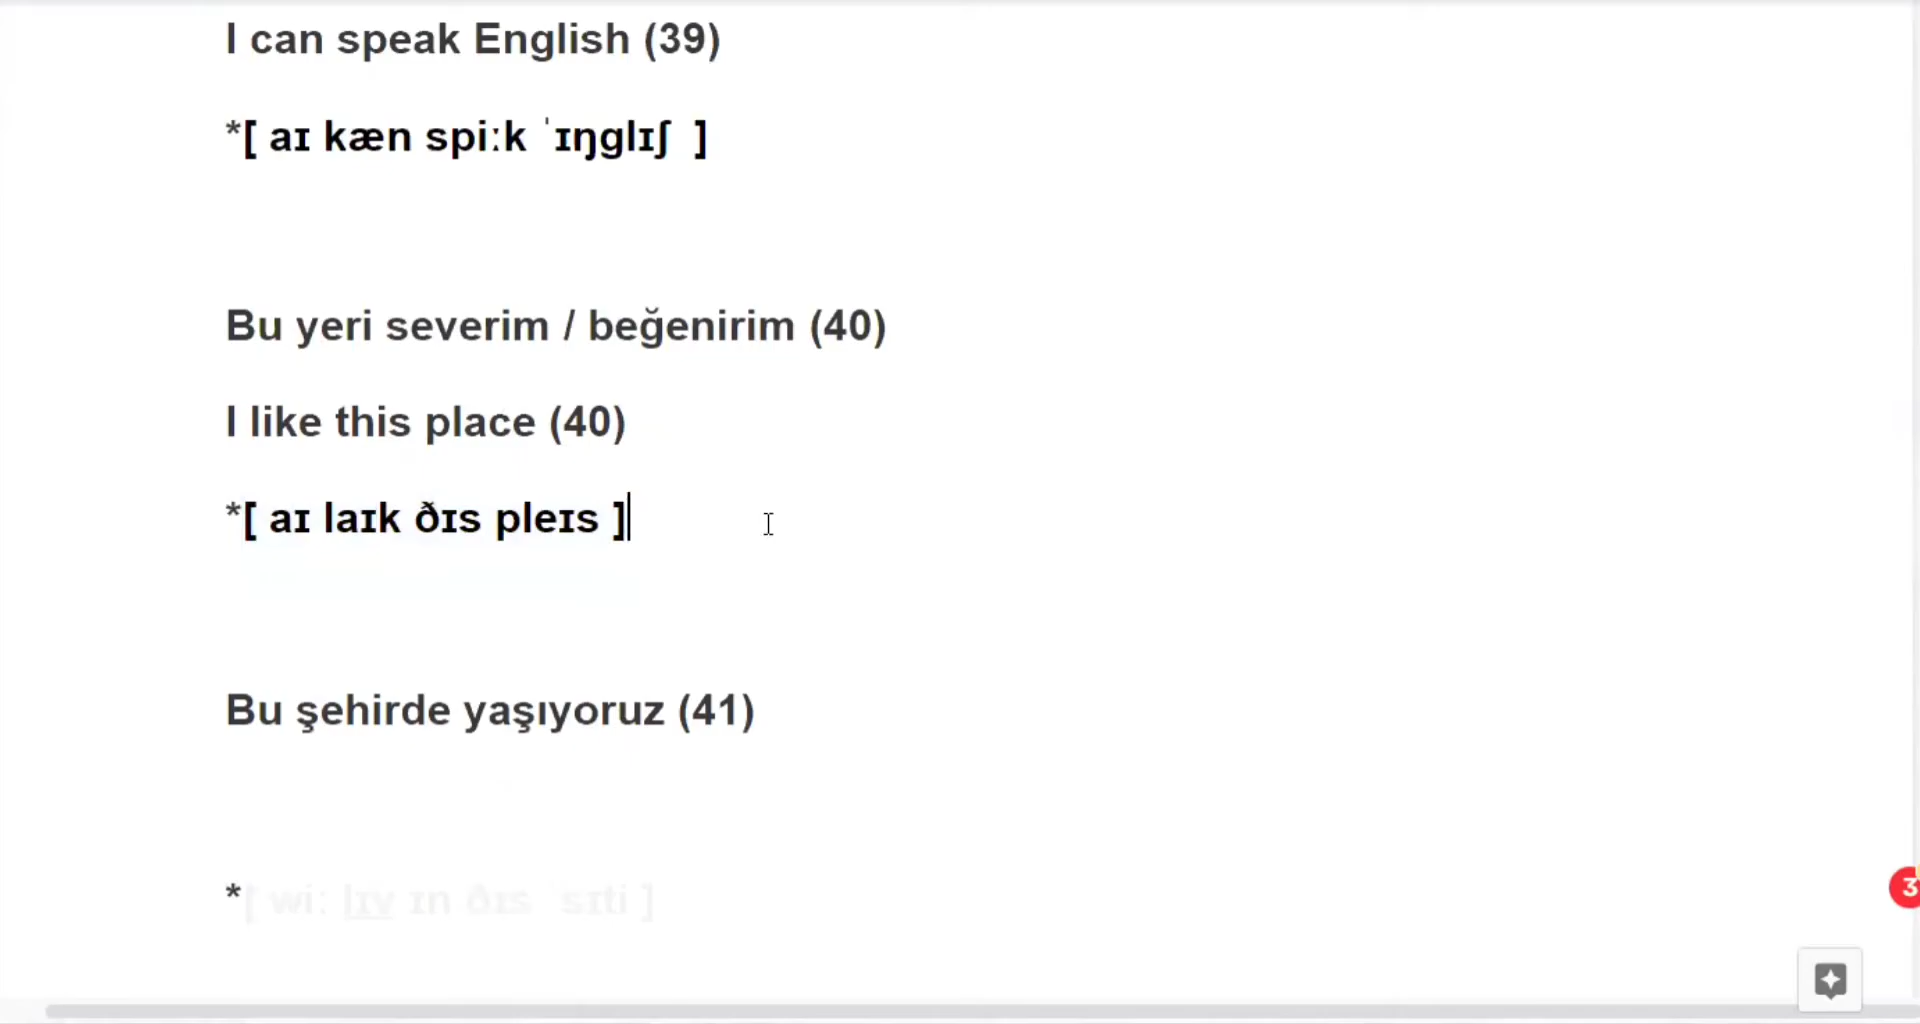 I can speak English (39)
*[ aɪ kæn spiːk ˈɪŋglɪʃ ]
Bu yeri severim / beğenirim (40)
I like this place (40)
*[ aɪ laɪk ðɪs pleɪs ]
Bu şehirde yaşıyoruz (41)
*[ wiː lɪv ɪn ðɪs ˈsɪti ]
3